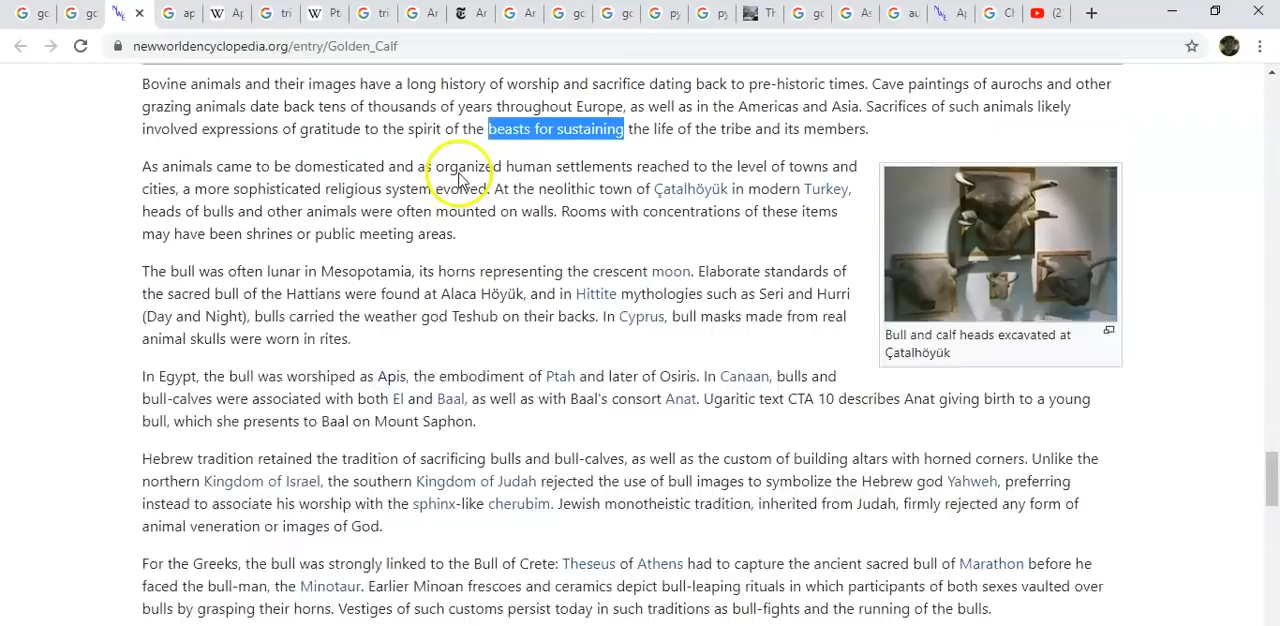 gc
gc
ap
Ap
tri
Pt
tri
Ar
Ar
Ar
gc
gc
py
py
Th
gc
As
au
Ap
Ch
(2
newworldencyclopedia.org/entry/Golden_Calf
Bovine animals and their images have a long history of worship and sacrifice dating back to pre-historic times. Cave paintings of aurochs and other
grazing animals date back tens of thousands of years throughout Europe, as well as in the Americas and Asia. Sacrifices of such animals likely
involved expressions of gratitude to the spirit of the beasts for sustaining the life of the tribe and its members.
As animals came to be domesticated and as organized human settlements reached to the level of towns and
cities, a more sophisticated religious system evolved. At the neolithic town of Çatalhöyük in modern Turkey,
heads of bulls and other animals were often mounted on walls. Rooms with concentrations of these items
may have been shrines or public meeting areas.
The bull was often lunar in Mesopotamia, its horns representing the crescent moon. Elaborate standards of
the sacred bull of the Hattians were found at Alaca Höyük, and in Hittite mythologies such as Seri and Hurri
(Day and Night), bulls carried the weather god Teshub on their backs. In Cyprus, bull masks made from real
animal skulls were worn in rites.
Bull and calf heads excavated at
Çatalhöyük
In Egypt, the bull was worshiped as Apis, the embodiment of Ptah and later of Osiris. In Canaan, bulls and
bull-calves were associated with both El and Baal, as well as with Baal's consort Anat. Ugaritic text CTA 10 describes Anat giving birth to a young
bull, which she presents to Baal on Mount Saphon.
Hebrew tradition retained the tradition of sacrificing bulls and bull-calves, as well as the custom of building altars with horned corners. Unlike the
northern Kingdom of Israel, the southern Kingdom of Judah rejected the use of bull images to symbolize the Hebrew god Yahweh, preferring
instead to associate his worship with the sphinx-like cherubim. Jewish monotheistic tradition, inherited from Judah, firmly rejected any form of
animal veneration or images of God.
For the Greeks, the bull was strongly linked to the Bull of Crete: Theseus of Athens had to capture the ancient sacred bull of Marathon before he
faced the bull-man, the Minotaur. Earlier Minoan frescoes and ceramics depict bull-leaping rituals in which participants of both sexes vaulted over
bulls by grasping their horns. Vestiges of such customs persist today in such traditions as bull-fights and the running of the bulls.